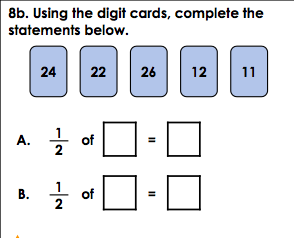 8b. Using the digit cards, complete the
statements below.
24 22 26 12 11
A. 1/2 of =
B. 1/2 of =